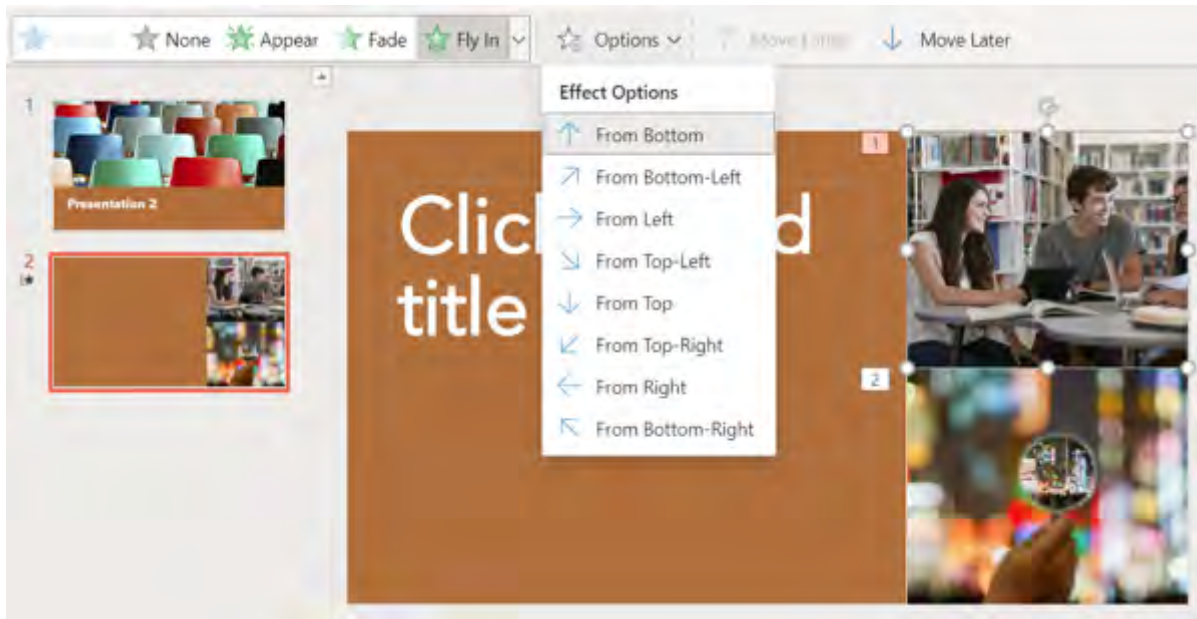 None Appear Fade Fly In Options Move Later
Effect Options
1
From Bottom
1
From Bottom-Left
Presentation 2
From Left
Clic d
2
From Top-Left
title
From Top
From Top-Right
From Right
2
From Bottom-Right